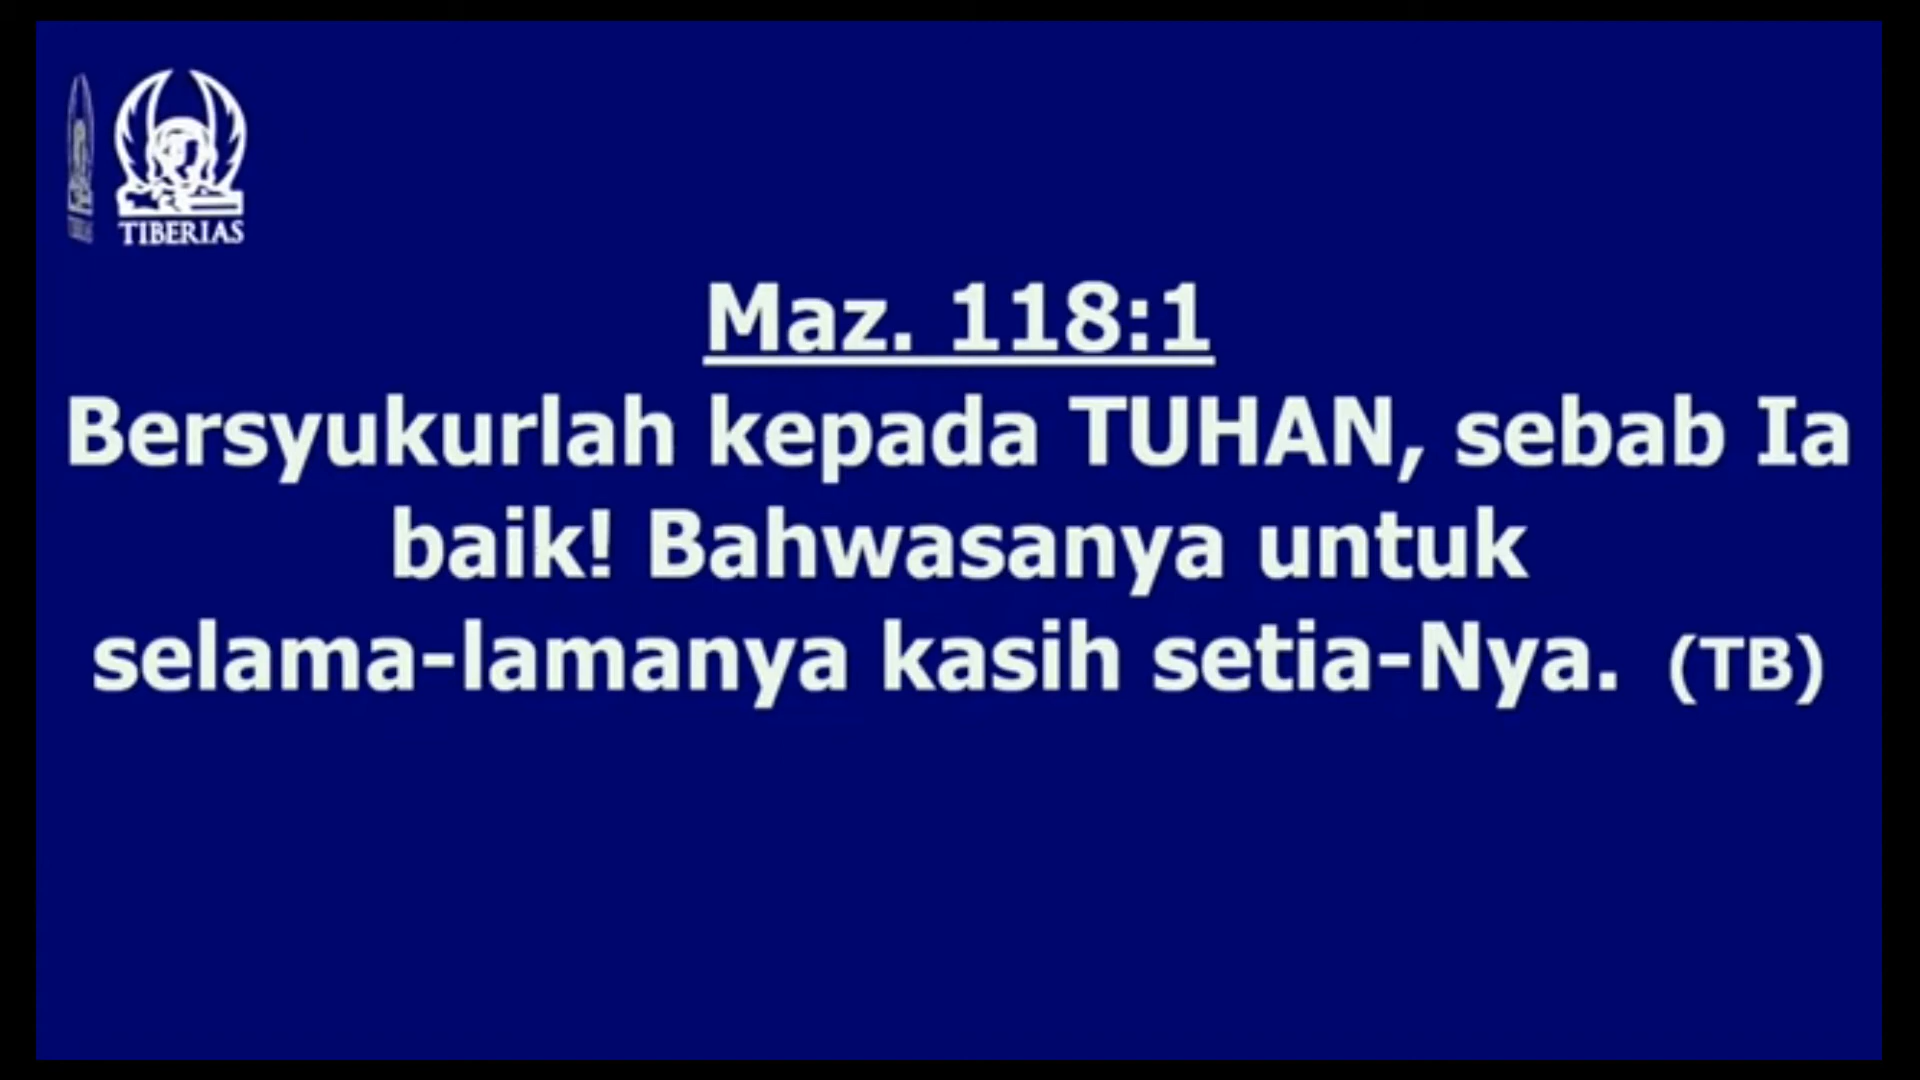 TIBERIAS
Maz. 118:1
Bersyukurlah kepada TUHAN, sebab Ia
baik! Bahwasanya untuk
selama-lamanya kasih setia-Nya. (TB)